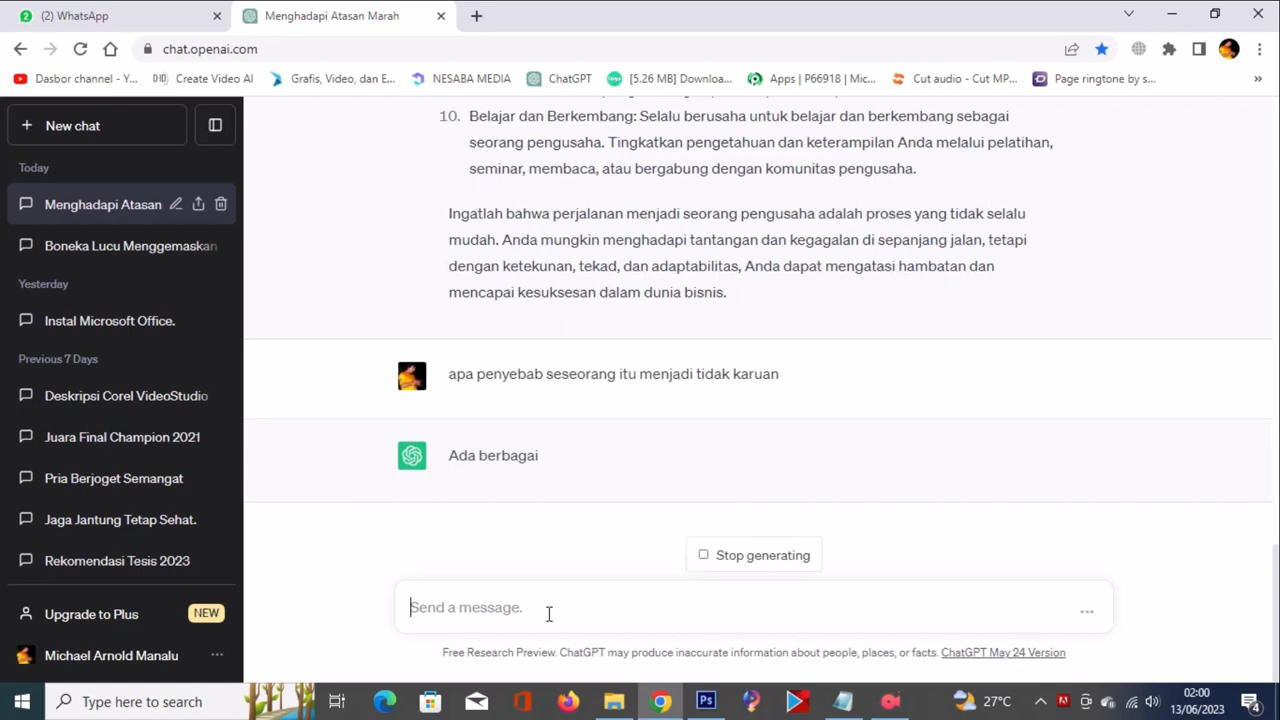 (2) WhatsApp
Menghadapi Atasan Marah
chat.openai.com
Dasbor channel - Y...
Create Video AI
Grafis, Video, dan E...
NESABA MEDIA
ChatGPT
[5.26 MB] Downloa...
Apps | P66918 | Mic...
Cut audio - Cut MP...
Page ringtone by s...
New chat
Today
Menghadapi Atasan
Boneka Lucu Menggemaskan
Yesterday
Instal Microsoft Office.
Previous 7 Days
Deskripsi Corel VideoStudio
Juara Final Champion 2021
Pria Berjoget Semangat
Jaga Jantung Tetap Sehat.
Rekomendasi Tesis 2023
Upgrade to Plus NEW
Michael Arnold Manalu
10. Belajar dan Berkembang: Selalu berusaha untuk belajar dan berkembang sebagai
seorang pengusaha. Tingkatkan pengetahuan dan keterampilan Anda melalui pelatihan,
seminar, membaca, atau bergabung dengan komunitas pengusaha.
Ingatlah bahwa perjalanan menjadi seorang pengusaha adalah proses yang tidak selalu
mudah. Anda mungkin menghadapi tantangan dan kegagalan di sepanjang jalan, tetapi
dengan ketekunan, tekad, dan adaptabilitas, Anda dapat mengatasi hambatan dan
mencapai kesuksesan dalam dunia bisnis.
apa penyebab seseorang itu menjadi tidak karuan
Ada berbagai
Stop generating
Send a message.
Free Research Preview. ChatGPT may produce inaccurate information about people, places, or facts. ChatGPT May 24 Version
Type here to search
27°C
02:00
13/06/2023
4